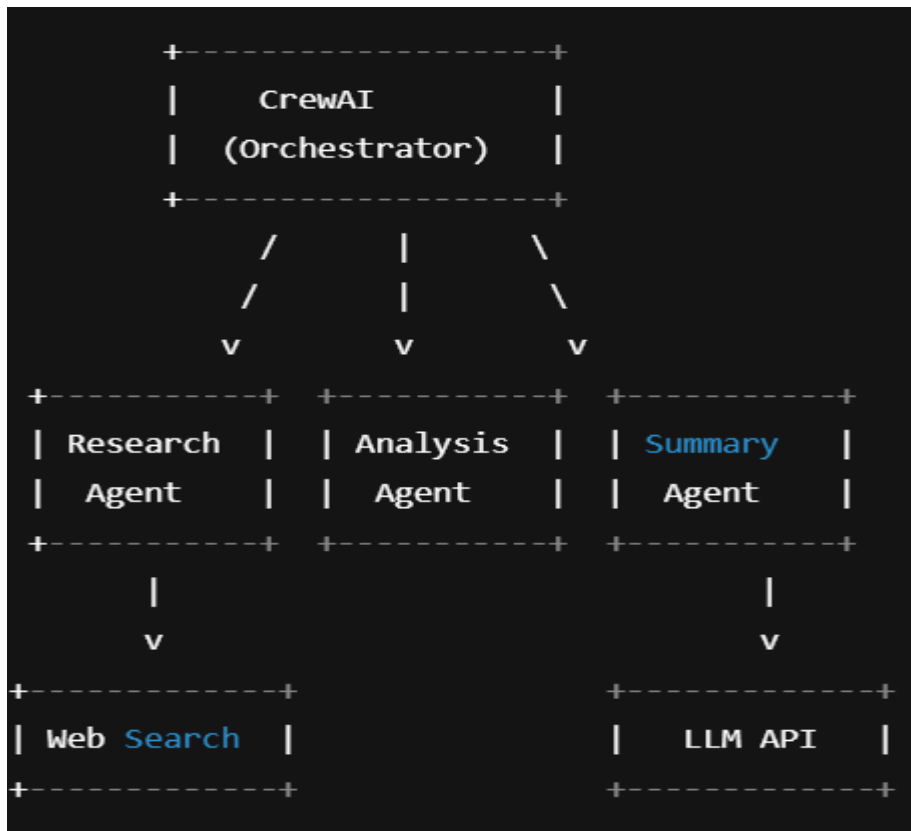 CrewAI
(Orchestrator)
Research Analysis Summary
Agent Agent Agent
Web Search LLM API